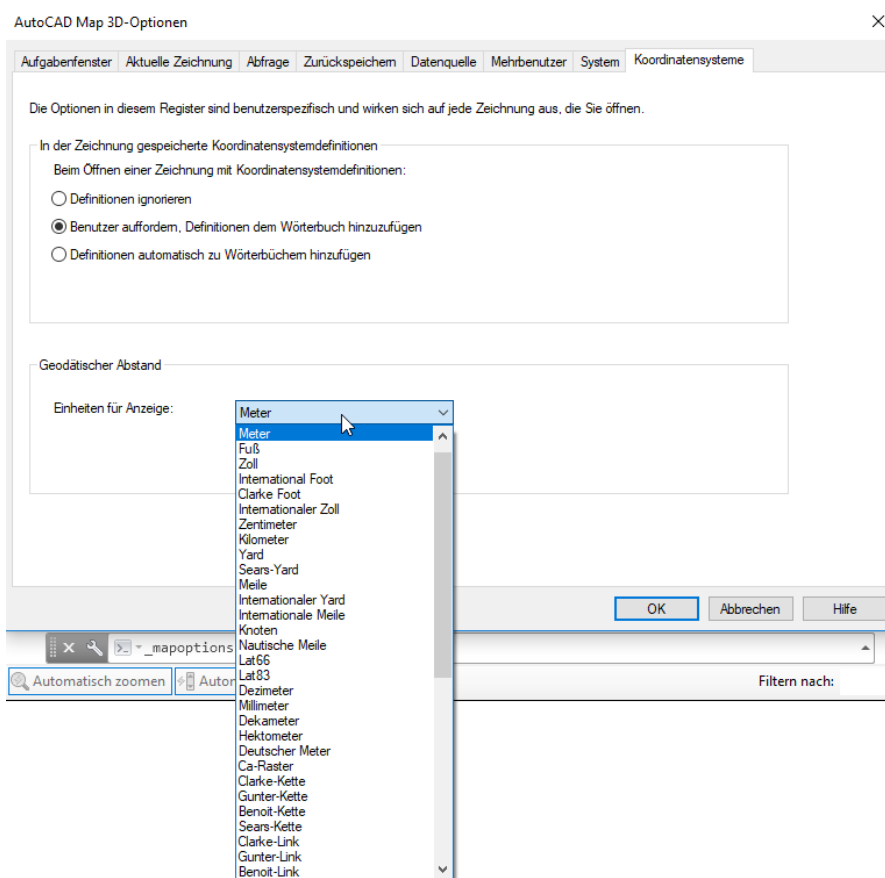 AutoCAD Map 3D-Optionen
Aufgabenfenster Aktuelle Zeichnung Abfrage Zurückspeichern Datenquelle Mehrbenutzer System Koordinatensysteme
Die Optionen in diesem Register sind benutzerspezifisch und wirken sich auf jede Zeichnung aus, die Sie öffnen.
In der Zeichnung gespeicherte Koordinatensystemdefinitionen
Beim Öffnen einer Zeichnung mit Koordinatensystemdefinitionen:
Definitionen ignorieren
Benutzer auffordern, Definitionen dem Wörterbuch hinzuzufügen
Definitionen automatisch zu Wörterbüchern hinzufügen
Geodätischer Abstand
Einheiten für Anzeige:
Meter
Meter
Fuß
Zoll
International Foot
Clarke Foot
Internationaler Zoll
Zentimeter
Kilometer
Yard
Sears-Yard
Meile
Internationaler Yard
Internationale Meile
Knoten
Nautische Meile
Lat66
Lat83
Dezimeter
Millimeter
Dekameter
Hektometer
Deutscher Meter
Ca-Raster
Clarke-Kette
Gunter-Kette
Benoit-Kette
Sears-Kette
Clarke-Link
Gunter-Link
Benoit-Link
OK Abbrechen Hilfe
_mapoptions
Automatisch zoomen Autor
Filtern nach: